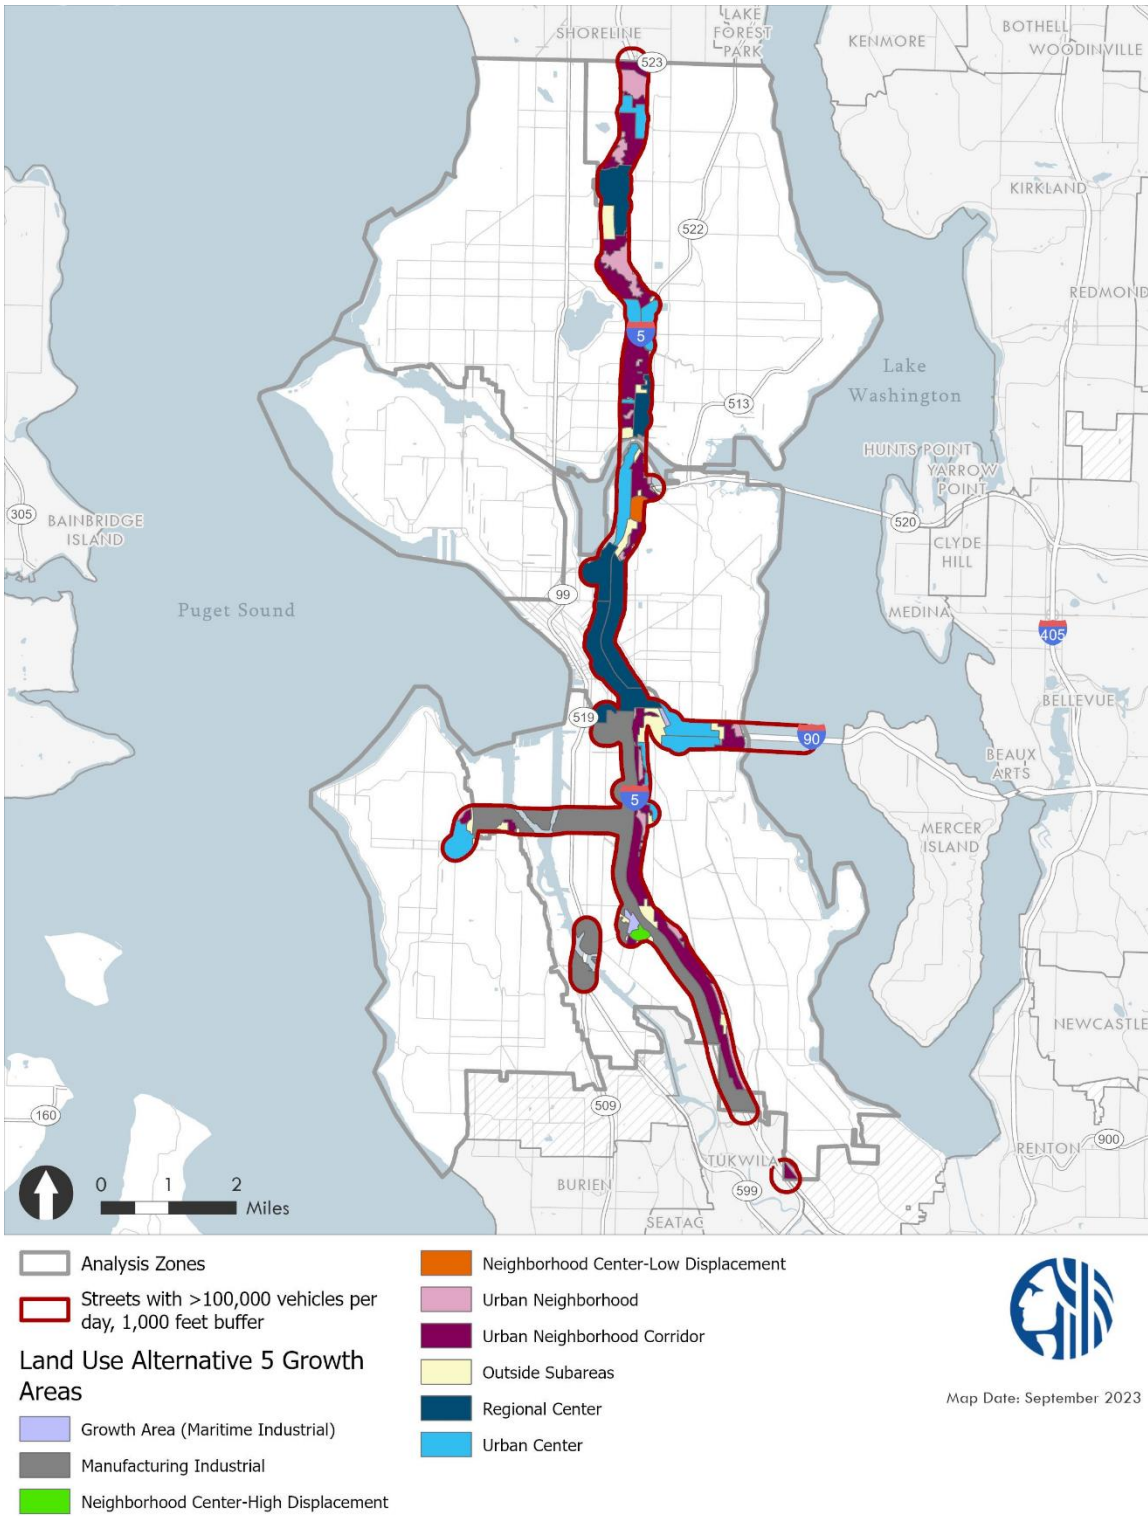 SHORELINE
LAKE
FOREST
PARK
BOTHELL
KENMORE
WOODINVILLE
523
KIRKLAND
522
REDMOND
5
Lake
Washington
513
HUNTS POINT
YARROW
POINT
305
BAINBRIDGE
ISLAND
520
CLYDE
HILL
99
Puget Sound
MEDINA
405
BELLEVUE
519
90
BEAUX
ARTS
5
MERCER
ISLAND
NEWCASTLE
160
509
RENTON
900
TUKWILA
BURIEN
599
SEATAC
0 1 2
Miles
Analysis Zones
Streets with >100,000 vehicles per
day, 1,000 feet buffer
Land Use Alternative 5 Growth
Areas
Growth Area (Maritime Industrial)
Manufacturing Industrial
Neighborhood Center-High Displacement
Neighborhood Center-Low Displacement
Urban Neighborhood
Urban Neighborhood Corridor
Outside Subareas
Regional Center
Urban Center
Map Date: September 2023